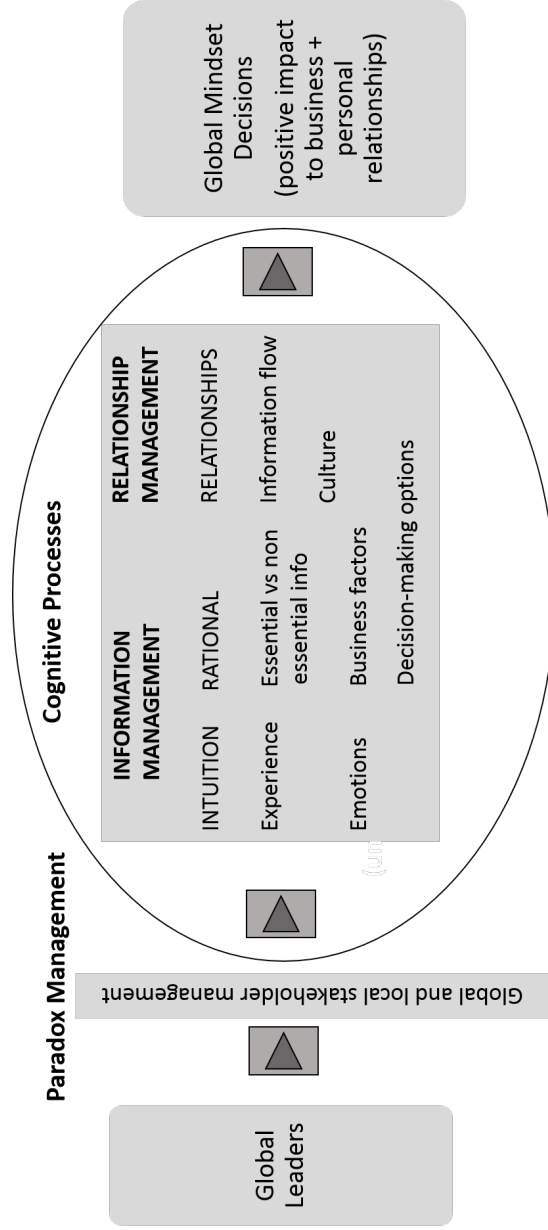 Paradox Management
Cognitive Processes
Global
Leaders
Global and local stakeholder management
INFORMATION
MANAGEMENT
RELATIONSHIP
MANAGEMENT
INTUITION
RATIONAL
RELATIONSHIPS
Experience
Essential vs non
essential info
Information flow
Culture
Emotions
Business factors
Decision-making options
Global Mindset
Decisions
(positive impact
to business +
personal
relationships)